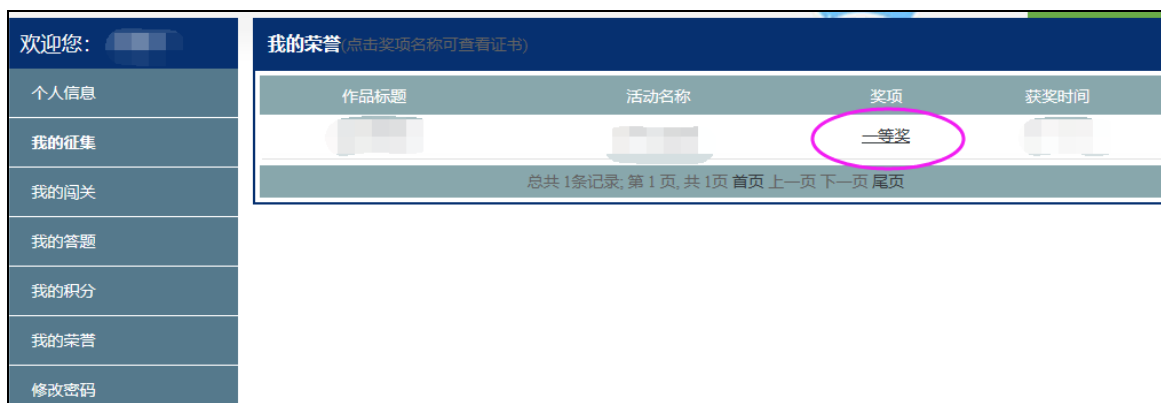 欢迎您：
个人信息
我的征集
我的闯关
我的答题
我的积分
我的荣誉
修改密码
我的荣誉(点击奖项名称可查看证书)
作品标题 活动名称 奖项 获奖时间
一等奖
总共 1条记录; 第 1 页, 共 1页 首页 上一页 下一页 尾页